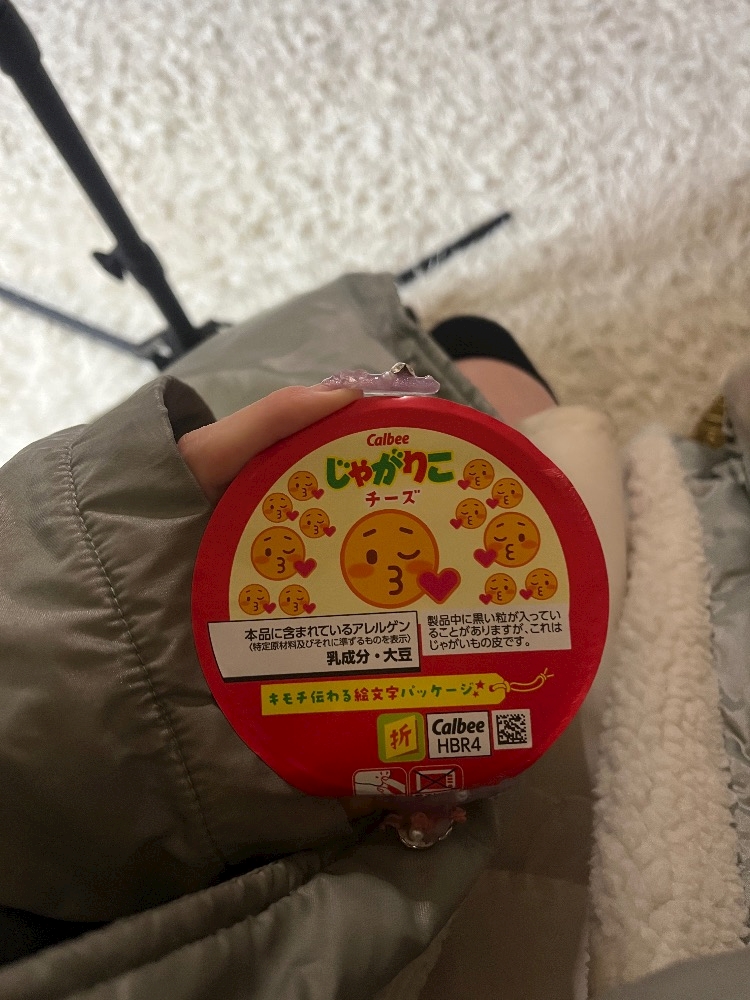 Calbee
じゃがりこ
チーズ
本品に含まれているアレルゲン
(特定原材料及びそれに準ずるものを表示)
乳成分・大豆
製品中に黒い粒が入ってい
ることがありますが、これは
じゃがいもの皮です。
キモチ伝わる絵文字パッケージ
折
Calbee
HBR4